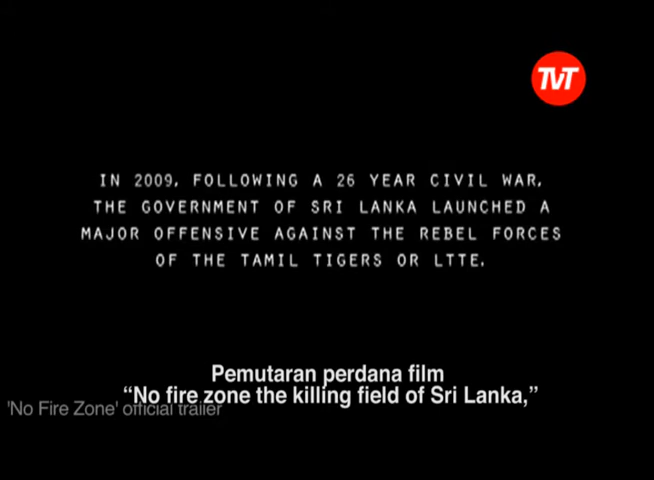 TVT
IN 2009, FOLLOWING A 26 YEAR CIVIL WAR,
THE GOVERNMENT OF SRI LANKA LAUNCHED A
MAJOR OFFENSIVE AGAINST THE REBEL FORCES
OF THE TAMIL TIGERS OR LTTE.
Pemutaran perdana film
“No fire zone the killing field of Sri Lanka,”
'No Fire Zone' official trailer